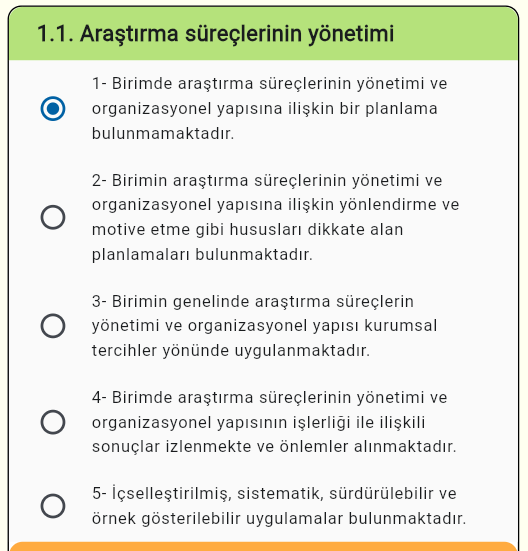 1.1. Araştırma süreçlerinin yönetimi
1- Birimde araştırma süreçlerinin yönetimi ve
organizasyonel yapısına ilişkin bir planlama
bulunmamaktadır.
2- Birimin araştırma süreçlerinin yönetimi ve
organizasyonel yapısına ilişkin yönlendirme ve
motive etme gibi hususları dikkate alan
planlamaları bulunmaktadır.
3- Birimin genelinde araştırma süreçlerin
yönetimi ve organizasyonel yapısı kurumsal
tercihler yönünde uygulanmaktadır.
4- Birimde araştırma süreçlerinin yönetimi ve
organizasyonel yapısının işlerliği ile ilişkili
sonuçlar izlenmekte ve önlemler alınmaktadır.
5- İçselleştirilmiş, sistematik, sürdürülebilir ve
örnek gösterilebilir uygulamalar bulunmaktadır.